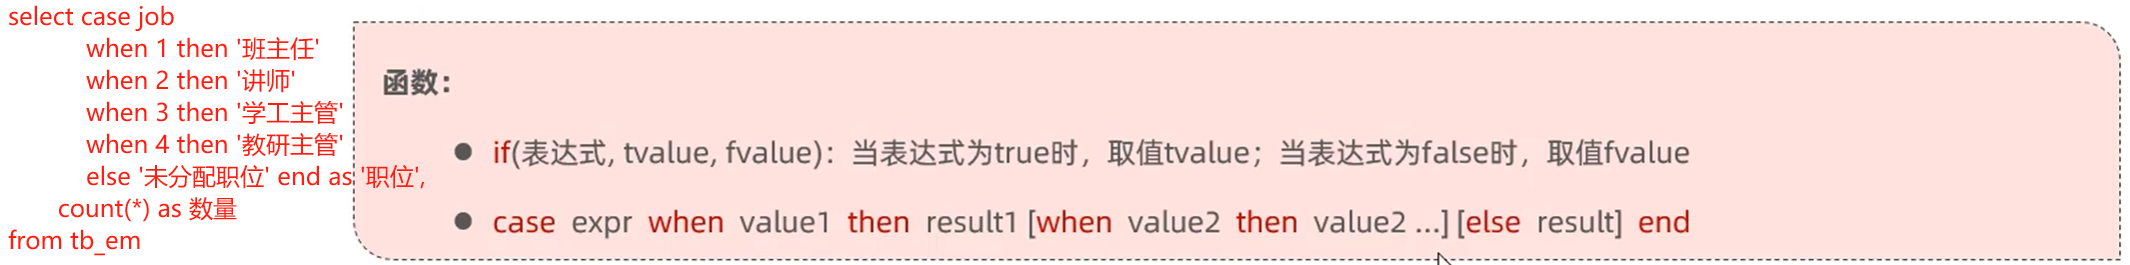 select case job
when 1 then '班主任'
when 2 then '讲师'
when 3 then '学工主管'
when 4 then '教研主管'
else '未分配职位' end as '职位',
count(*) as 数量
from tb_em
函数：
if(表达式, tvalue, fvalue)：当表达式为true时，取值tvalue；当表达式为false时，取值fvalue
case expr when value1 then result1 [when value2 then value2 ...] [else result] end